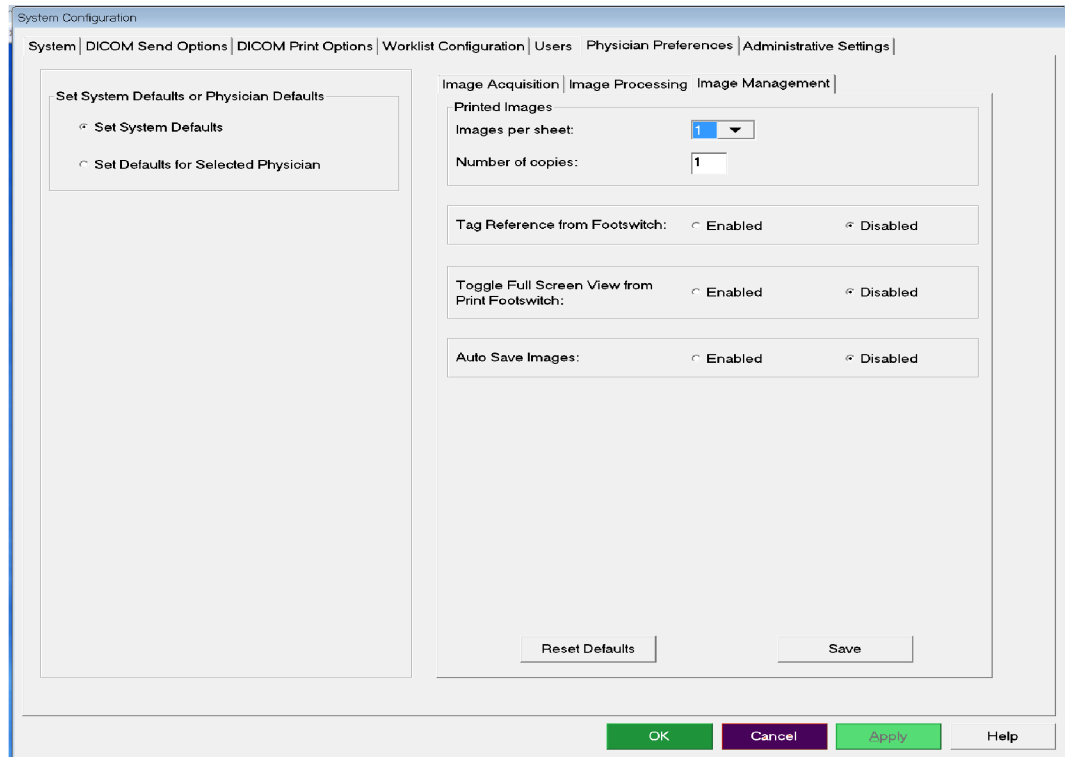 System Configuration
System DICOM Send Options DICOM Print Options Worklist Configuration Users Physician Preferences Administrative Settings
Set System Defaults or Physician Defaults
Set System Defaults
Set Defaults for Selected Physician
Image Acquisition Image Processing Image Management
Printed Images
Images per sheet: 1
Number of copies: 1
Tag Reference from Footswitch: Enabled Disabled
Toggle Full Screen View from
Print Footswitch: Enabled Disabled
Auto Save Images: Enabled Disabled
Reset Defaults Save
OK Cancel Apply Help